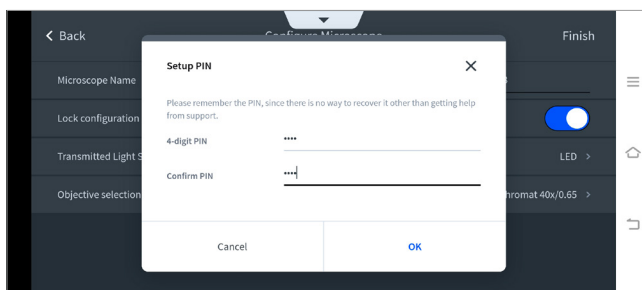 Back
Configure Microscope
Finish
Setup PIN
Microscope Name
Please remember the PIN, since there is no way to recover it other than getting help
from support.
Lock configuration
4-digit PIN ••••
Transmitted Light S
LED >
Confirm PIN ••••
Objective selection
hromat 40x/0.65 >
Cancel
OK